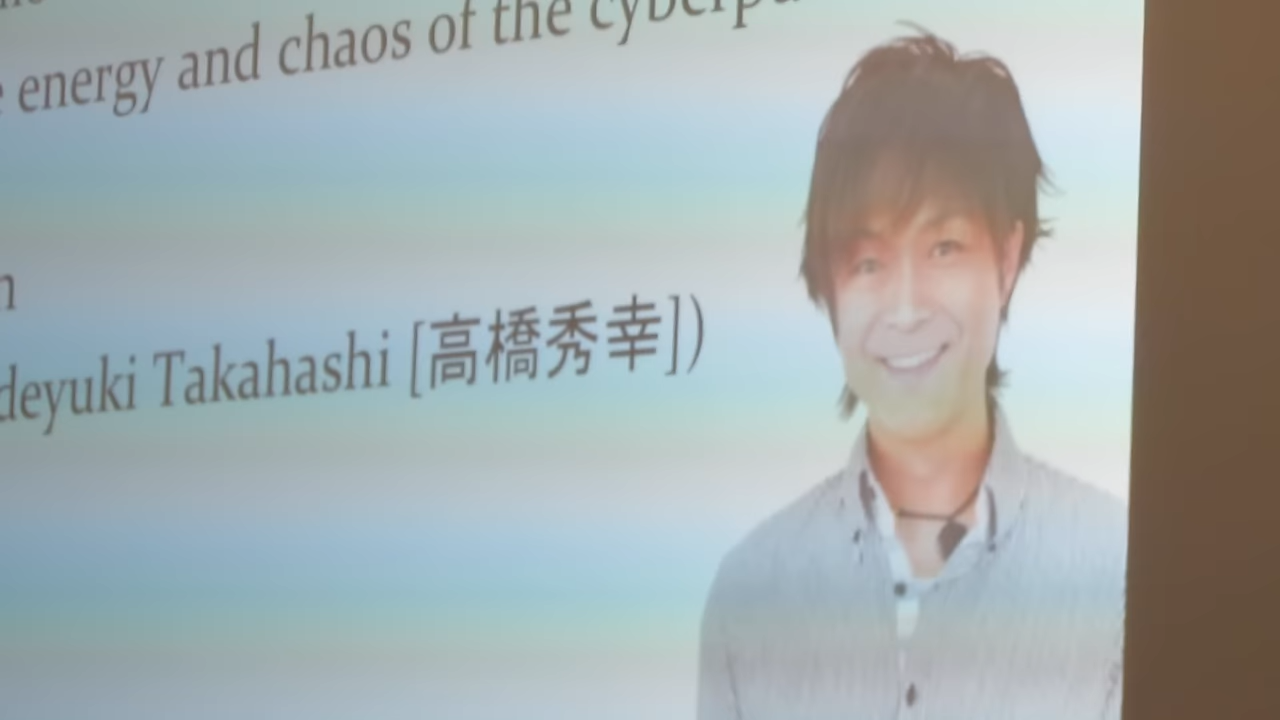 energy and chaos of the
deyuki Takahashi [高橋秀幸])